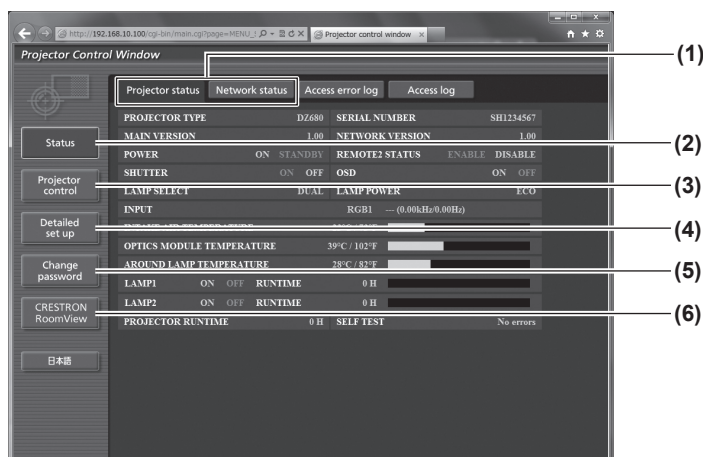 http://192.168.10.100/cgi-bin/main.cgi?page=MENU_
Projector control window
Projector Control Window
(1)
Projector status Network status Access error log Access log
PROJECTOR TYPE DZ680 SERIAL NUMBER SH1234567
MAIN VERSION 1.00 NETWORK VERSION 1.00
Status
(2)
POWER ON STANDBY REMOTE2 STATUS ENABLE DISABLE
SHUTTER ON OFF OSD ON OFF
Projector control
(3)
LAMP SELECT DUAL LAMP POWER ECO
INPUT RGB1 --- (0.00kHz/0.00Hz)
Detailed set up
(4)
OPTICS MODULE TEMPERATURE 39°C / 102°F
Change password
AROUND LAMP TEMPERATURE 28°C / 82°F
(5)
LAMP1 ON OFF RUNTIME 0 H
CRESTRON RoomView
LAMP2 ON OFF RUNTIME 0 H
(6)
PROJECTOR RUNTIME 0 H SELF TEST No errors
日本語